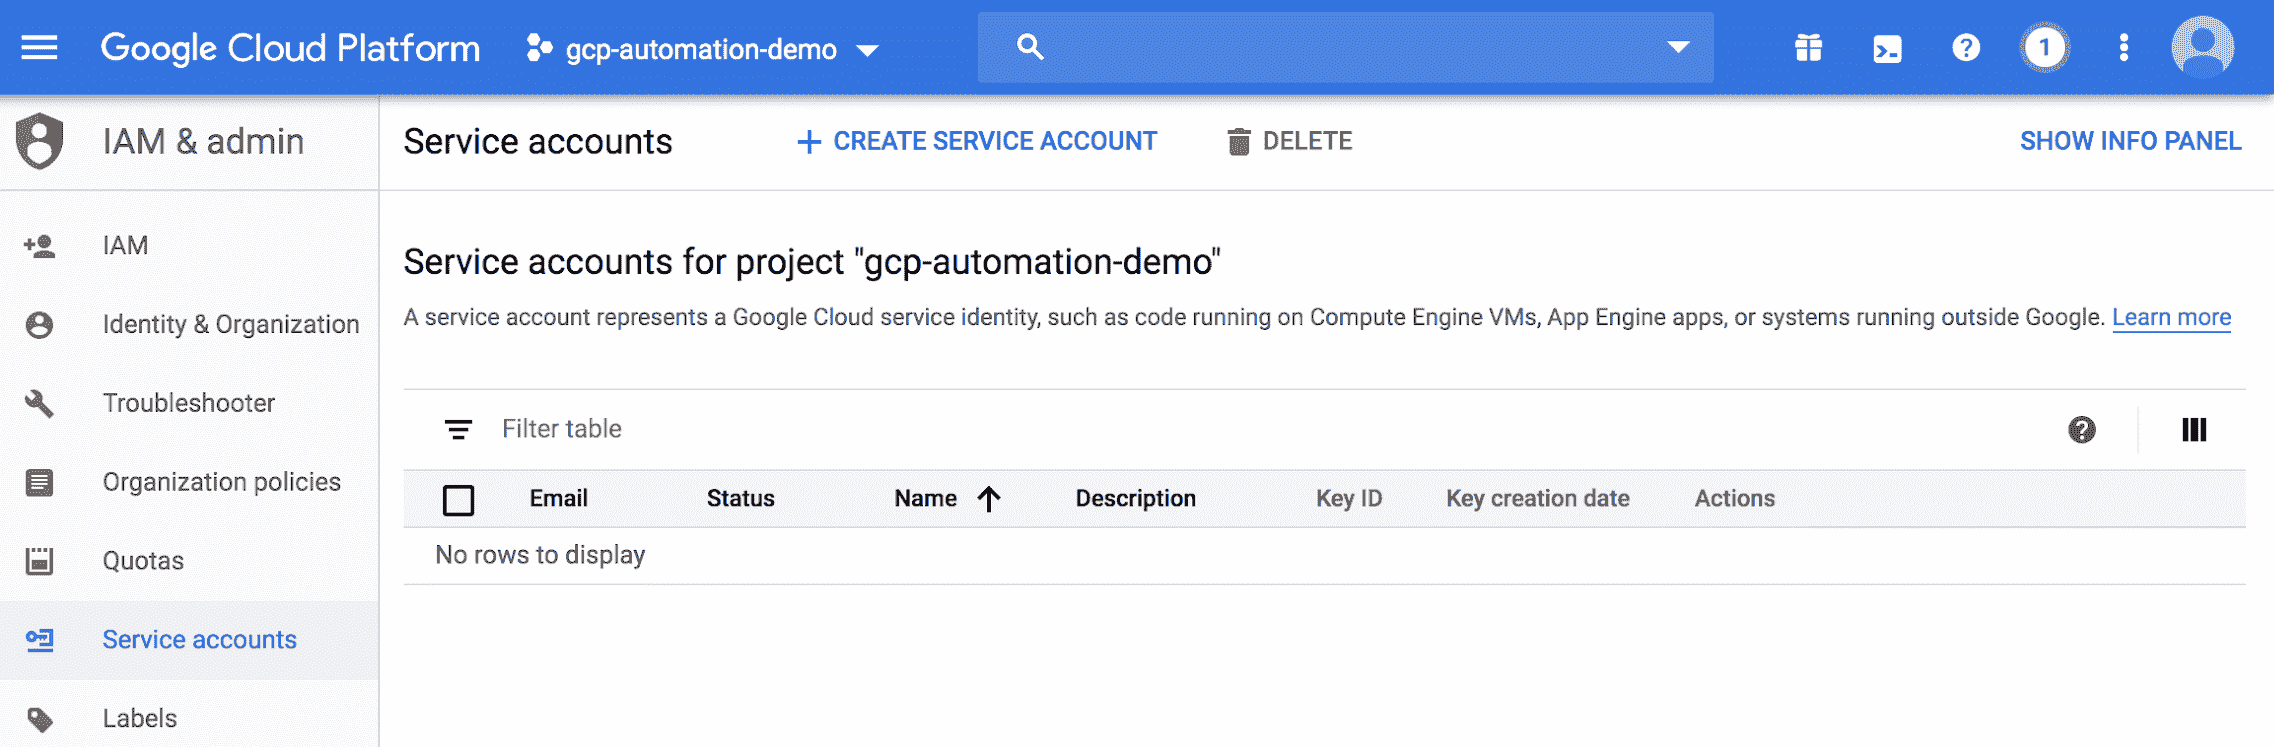 Google Cloud Platform gcp-automation-demo 1
IAM & admin
Service accounts CREATE SERVICE ACCOUNT DELETE SHOW INFO PANEL
IAM
Identity & Organization
Troubleshooter
Organization policies
Quotas
Service accounts
Labels
Service accounts for project "gcp-automation-demo"
A service account represents a Google Cloud service identity, such as code running on Compute Engine VMs, App Engine apps, or systems running outside Google. Learn more
Filter table
Email Status Name Description Key ID Key creation date Actions
No rows to display